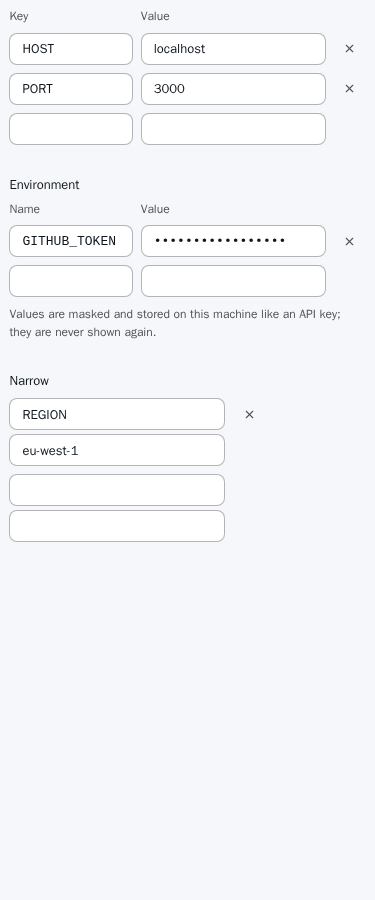 Key Value
HOST localhost ×
PORT 3000 ×
Environment
Name Value
GITHUB_TOKEN ••••••••••••••••• ×
Values are masked and stored on this machine like an API key;
they are never shown again.
Narrow
REGION ×
eu-west-1